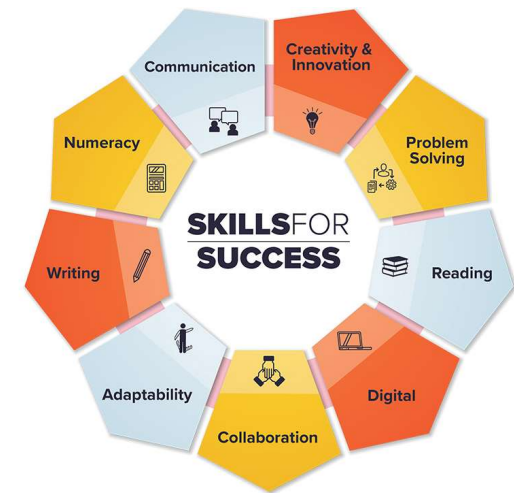 Communication
Creativity &
Innovation
Problem
Solving
Reading
Digital
Collaboration
Adaptability
Writing
Numeracy
SKILLSFOR
SUCCESS